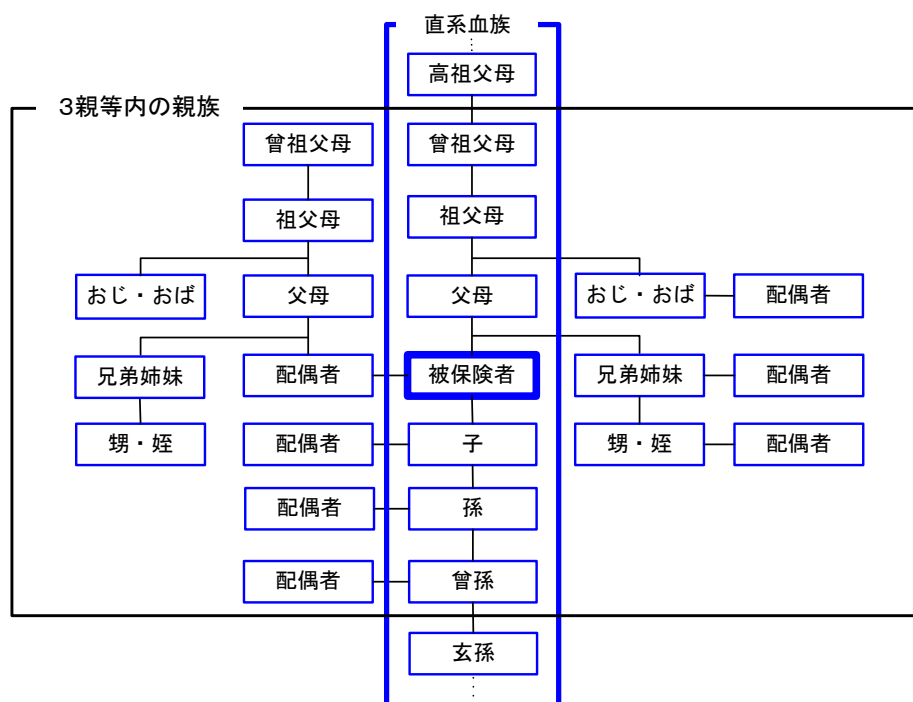 直系血族
高祖父母
3親等内の親族
曾祖父母
曾祖父母
祖父母
祖父母
おじ・おば
父母
父母
おじ・おば
配偶者
兄弟姉妹
配偶者
被保険者
兄弟姉妹
配偶者
甥・姪
配偶者
子
甥・姪
配偶者
配偶者
孫
配偶者
曾孫
玄孫